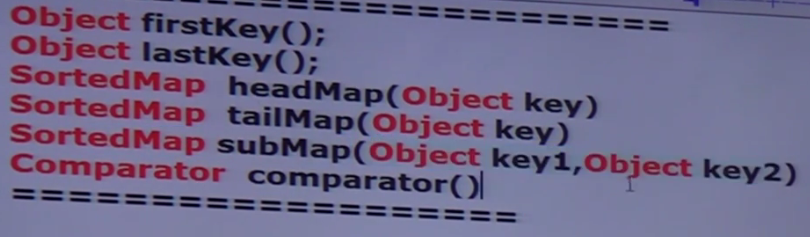 ====================================
Object firstKey();
Object lastKey();
SortedMap headMap(Object key)
SortedMap tailMap(Object key)
SortedMap subMap(Object key1,Object key2)
Comparator comparator()
===================